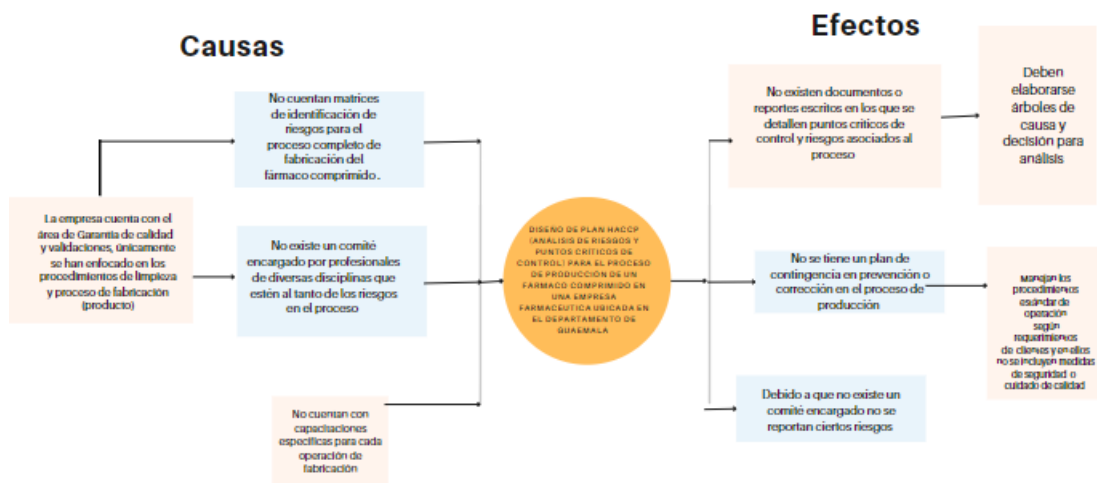 Causas
Efectos
No cuentan matrices
de identificación de
riesgos para el
proceso completo de
fabricación del
fármaco comprimido.
La empresa cuenta con el
área de Garantía de calidad
y validaciones, únicamente
se han enfocado en los
procedimientos de limpieza
y proceso de fabricación
(producto)
No existe un comité
encargado por profesionales
de diversas disciplinas que
estén al tanto de los riesgos
en el proceso
No cuentan con
capacitaciones
específicas para cada
operación de
fabricación
DISEÑO DE PLAN HACCP
(ANALISIS DE RIESGOS Y
PUNTOS CRÍTICOS DE
CONTROL) PARA EL PROCESO
DE PRODUCCIÓN DE UN
FÁRMACO COMPRIMIDO EN
UNA EMPRESA
FARMACEUTICA UBICADA EN
EL DEPARTAMENTO DE
GUAEMALA
No existen documentos o
reportes escritos en los que se
detallen puntos críticos de
control y riesgos asociados al
proceso
Deben
elaborarse
árboles de
causa y
decisión para
análisis
No se tiene un plan de
contingencia en prevención o
corrección en el proceso de
producción
Manejan los
procedimientos
estándar de
operación
según
requerimientos
de clientes y en ellos
no se incluyen medidas
de seguridad o
cuidado de calidad
Debido a que no existe un
comité encargado no se
reportan ciertos riesgos